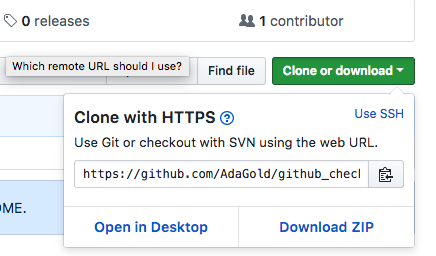 0 releases
1 contributor
Which remote URL should I use?
Find file
Clone or download
Clone with HTTPS
Use SSH
Use Git or checkout with SVN using the web URL.
https://github.com/AdaGold/github_checl
OME.
Open in Desktop
Download ZIP